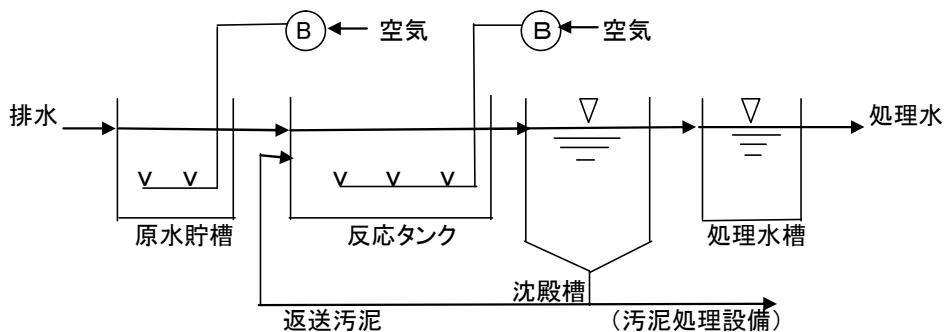 B 空気
B 空気
排水
処理水
原水貯槽
反応タンク
処理水槽
沈殿槽
返送汚泥
（汚泥処理設備）